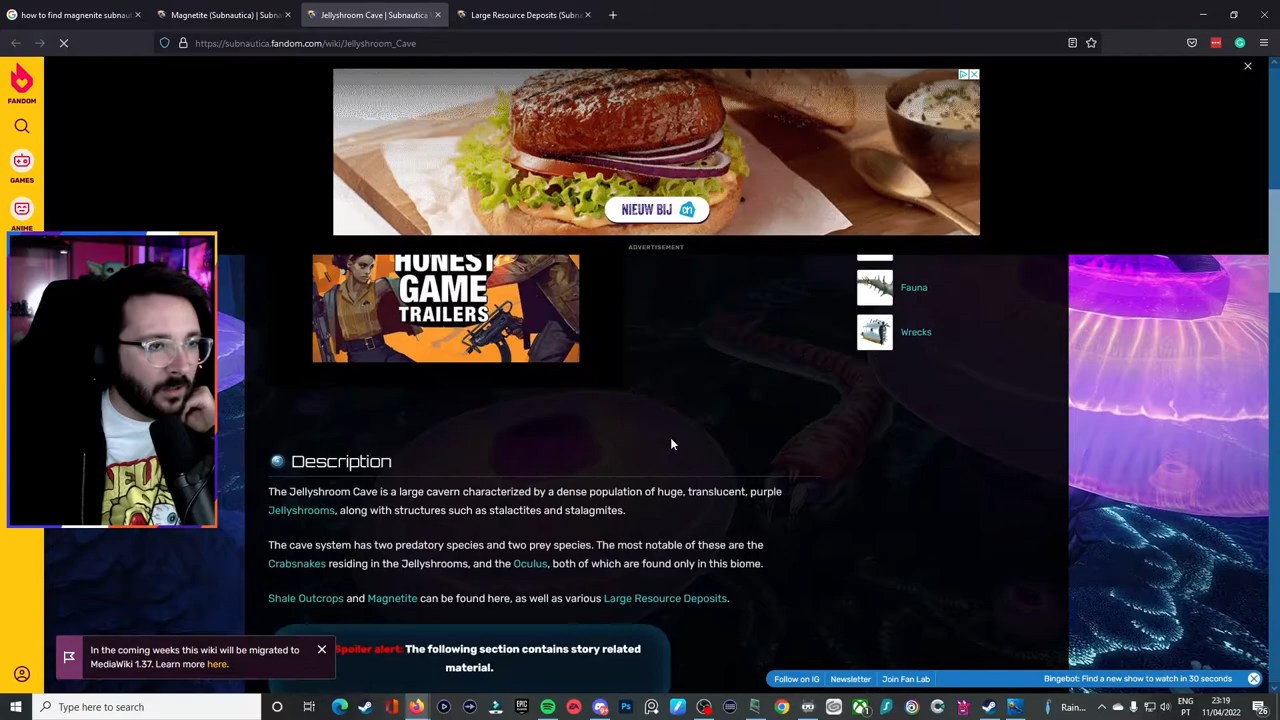 how to find magnenite subnau
Magnetite (Subnautica) | Subna
Jellyshroom Cave | Subnautica
Large Resource Deposits (Subna
https://subnautica.fandom.com/wiki/Jellyshroom_Cave
FANDOM
GAMES
ANIME
NIEUW BIJ ah
ADVERTISEMENT
HONEST
GAME
TRAILERS
Fauna
Wrecks
Description
The Jellyshroom Cave is a large cavern characterized by a dense population of huge, translucent, purple
Jellyshrooms, along with structures such as stalactites and stalagmites.
The cave system has two predatory species and two prey species. The most notable of these are the
Crabsnakes residing in the Jellyshrooms, and the Oculus, both of which are found only in this biome.
Shale Outcrops and Magnetite can be found here, as well as various Large Resource Deposits.
Spoiler alert: The following section contains story related
material.
In the coming weeks this wiki will be migrated to
MediaWiki 1.37. Learn more here.
Follow on IG
Newsletter
Join Fan Lab
Bingebot: Find a new show to watch in 30 seconds
Type here to search
Rain...
POR
PT
23:19
11/04/2022
26